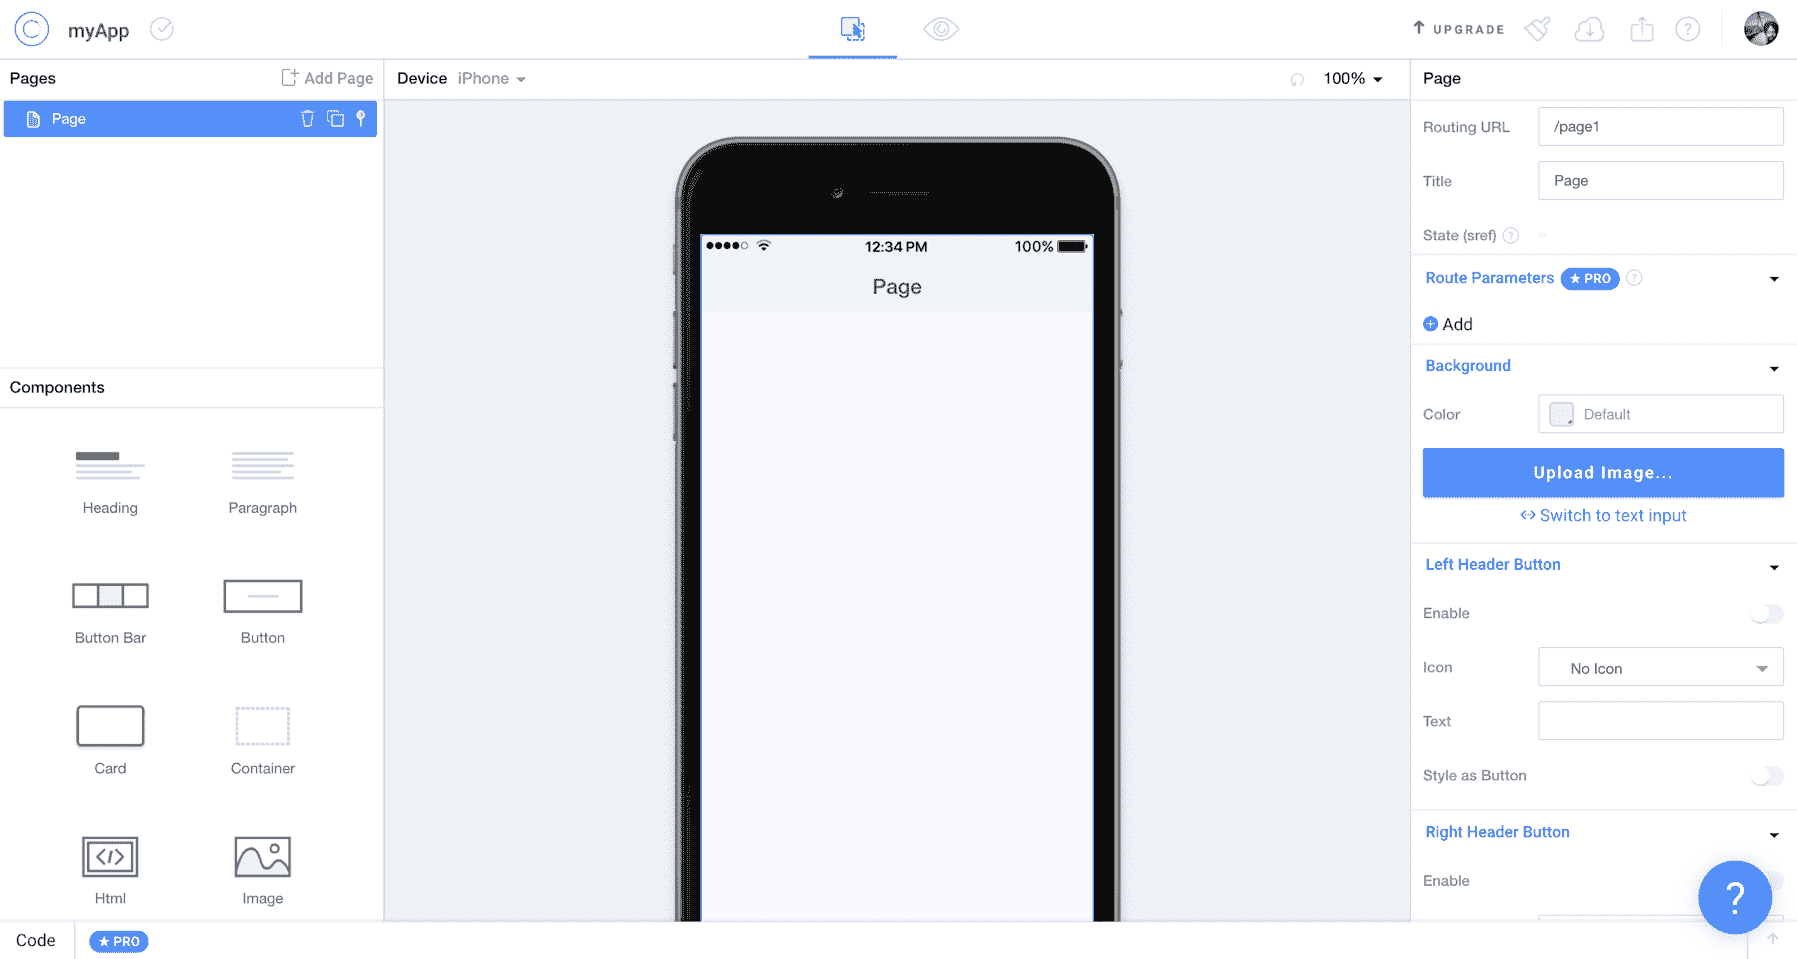 myApp
UPGRADE
Pages
Add Page
Device iPhone
100%
Page
Page
Routing URL
/page1
Title
Page
State (sref)
Route Parameters
PRO
Add
Background
Color
Default
Upload Image...
Switch to text input
Left Header Button
Enable
Icon
No Icon
Text
Style as Button
Right Header Button
Enable
12:34 PM
100%
Page
Components
Heading
Paragraph
Button Bar
Button
Card
Container
Html
Image
Code
PRO
?